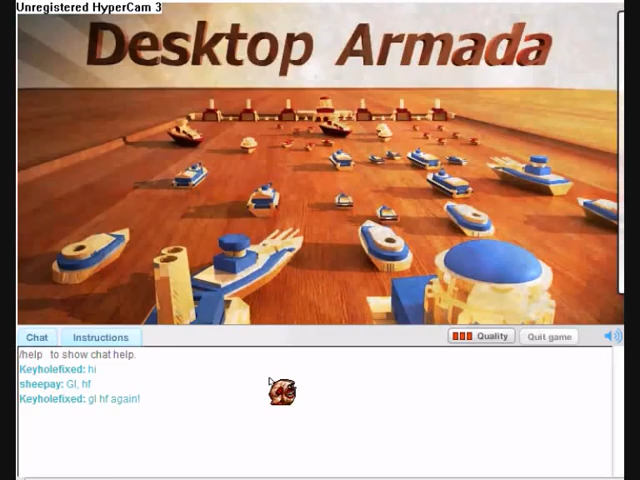 Unregistered HyperCam 3
Desktop Armada
Chat Instructions Quality Quit game
/help to show chat help.
Keyholefixed: hi
sheepay: Gl, hf
Keyholefixed: gl hf again!